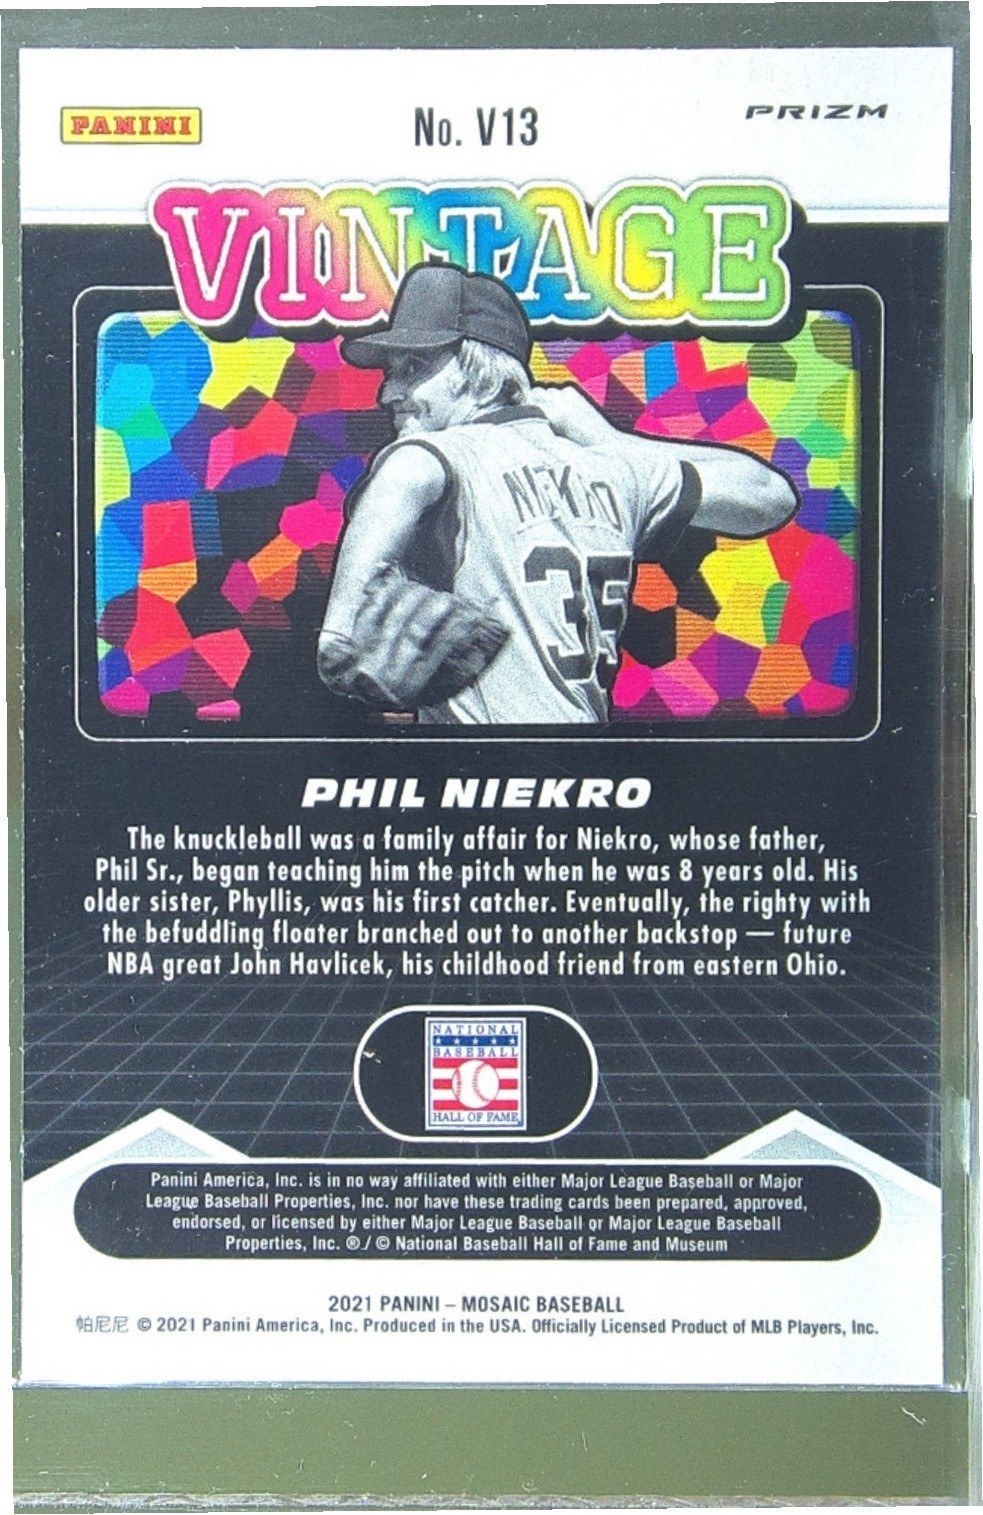 PANINI
No. V13
PRIZM
VINTAGE
NIEKRO
35
PHIL NIEKRO
The knuckleball was a family affair for Niekro, whose father,
Phil Sr., began teaching him the pitch when he was 8 years old. His
older sister, Phyllis, was his first catcher. Eventually, the righty with
the befuddling floater branched out to another backstop — future
NBA great John Havlicek, his childhood friend from eastern Ohio.
NATIONAL
BASEBALL
HALL OF FAME
Panini America, Inc. is in no way affiliated with either Major League Baseball or Major
League Baseball Properties, Inc. nor have these trading cards been prepared, approved,
endorsed, or licensed by either Major League Baseball or Major League Baseball
Properties, Inc. ®/ © National Baseball Hall of Fame and Museum
2021 PANINI – MOSAIC BASEBALL
帕尼尼 © 2021 Panini America, Inc. Produced in the USA. Officially Licensed Product of MLB Players, Inc.